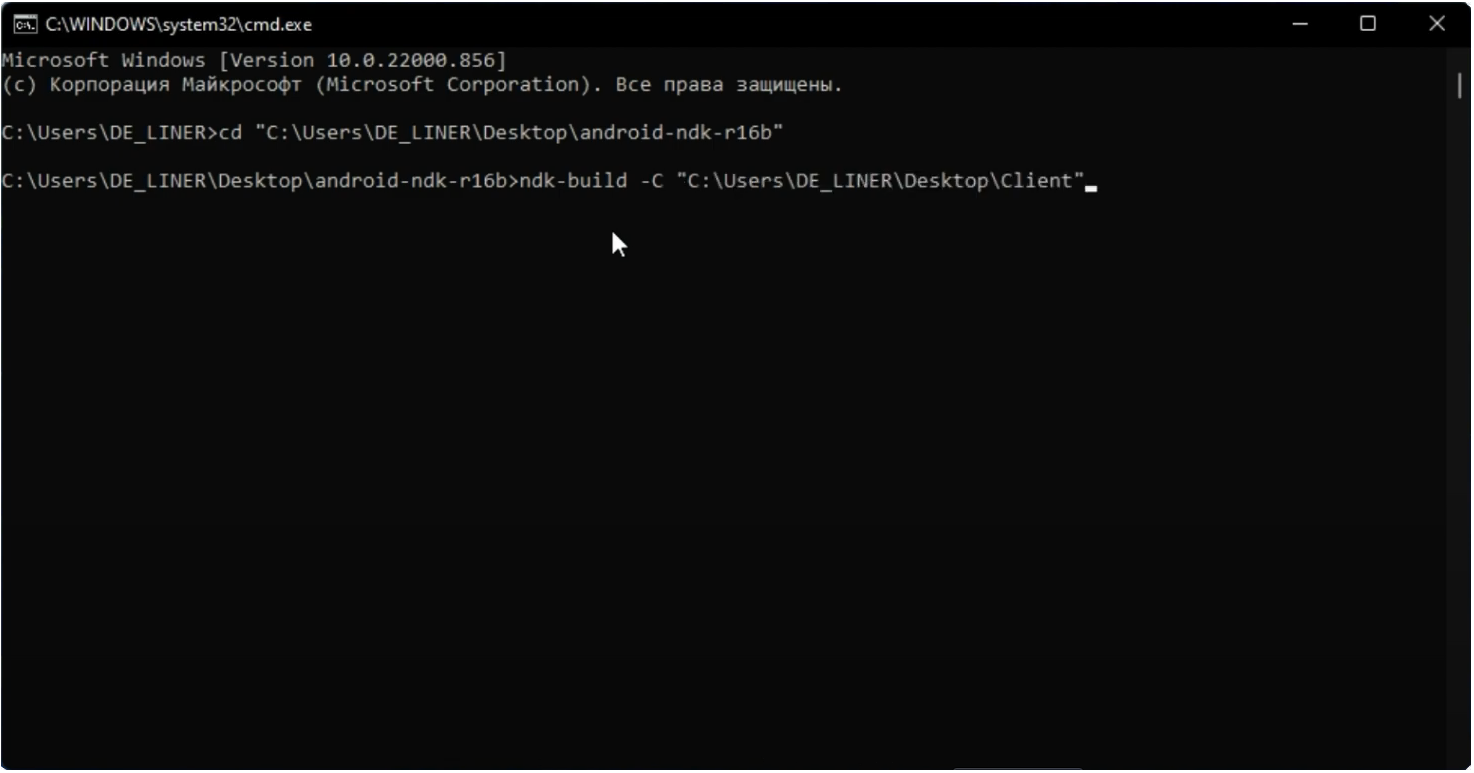 C:\WINDOWS\system32\cmd.exe
Microsoft Windows [Version 10.0.22000.856]
(c) Корпорация Майкрософт (Microsoft Corporation). Все права защищены.
C:\Users\DE_LINER>cd "C:\Users\DE_LINER\Desktop\android-ndk-r16b"
C:\Users\DE_LINER\Desktop\android-ndk-r16b>ndk-build -C "C:\Users\DE_LINER\Desktop\Client"